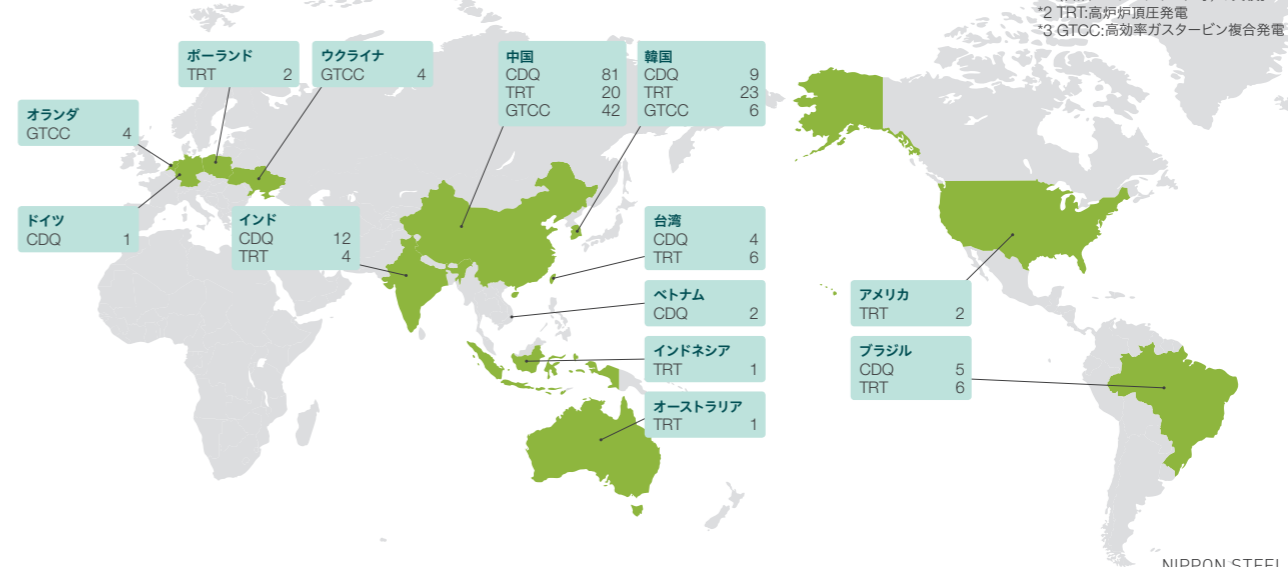 *2 TRT:高炉炉頂圧発電
*3 GTCC:高効率ガスタービン複合発電
ポーランド
TRT 2
ウクライナ
GTCC 4
中国
CDQ 81
TRT 20
GTCC 42
韓国
CDQ 9
TRT 23
GTCC 6
オランダ
GTCC 4
ドイツ
CDQ 1
インド
CDQ 12
TRT 4
台湾
CDQ 4
TRT 6
ベトナム
CDQ 2
インドネシア
TRT 1
オーストラリア
TRT 1
アメリカ
TRT 2
ブラジル
CDQ 5
TRT 6
NIPPON STEEL